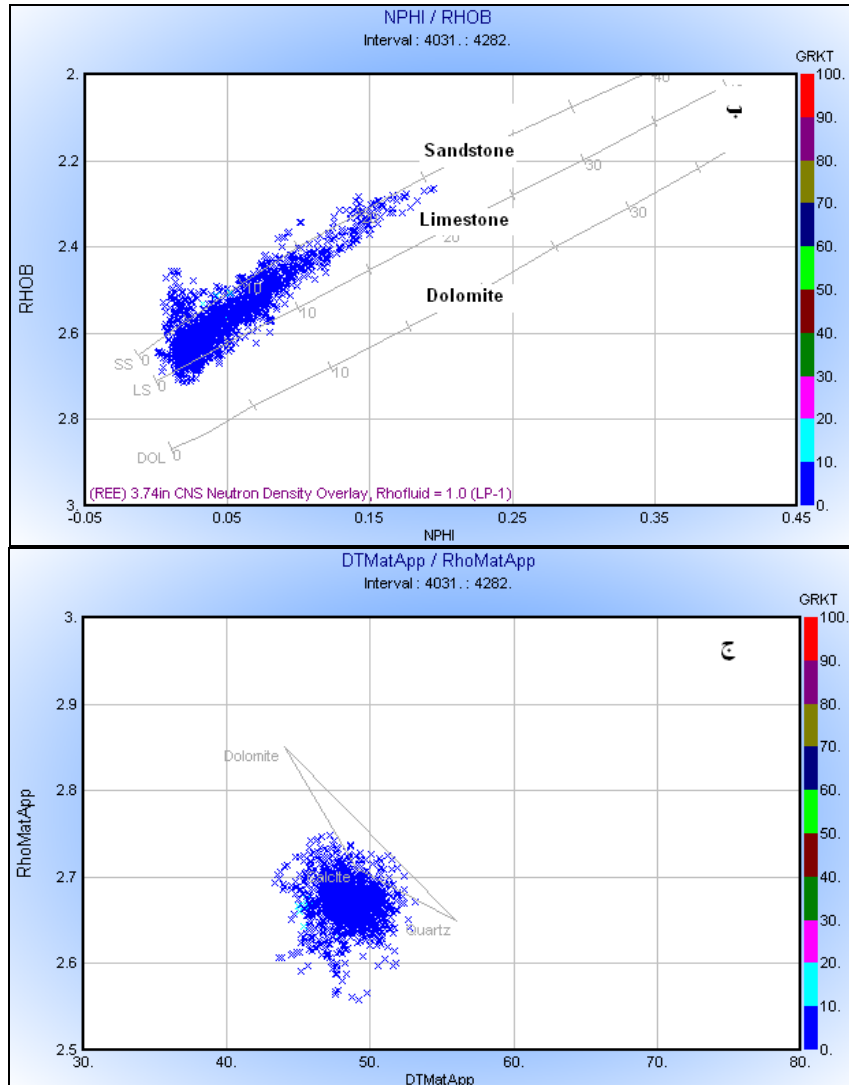 NPHI / RHOB
Interval : 4031. : 4282.
GRKT
2. 100.
40
ب
90.
Sandstone
2.2 80.
30
70.
Limestone
30
2.4 20 60.
Dolomite
RHOB
10 50.
10
2.6 40.
SS 0
10
LS 0 30.
2.8 20.
DOL 0
10.
(REE) 3.74in CNS Neutron Density Overlay, Rhofluid = 1.0 (LP-1)
3. 0.
-0.05 0.05 0.15 0.25 0.35 0.45
NPHI
DTMatApp / RhoMatApp
Interval : 4031. : 4282.
GRKT
3. 100.
ج
90.
2.9 80.
Dolomite
70.
2.8 60.
RhoMatApp
50.
2.7 40.
Quartz
30.
2.6 20.
10.
2.5 0.
30. 40. 50. 60. 70. 80.
DTMatApp